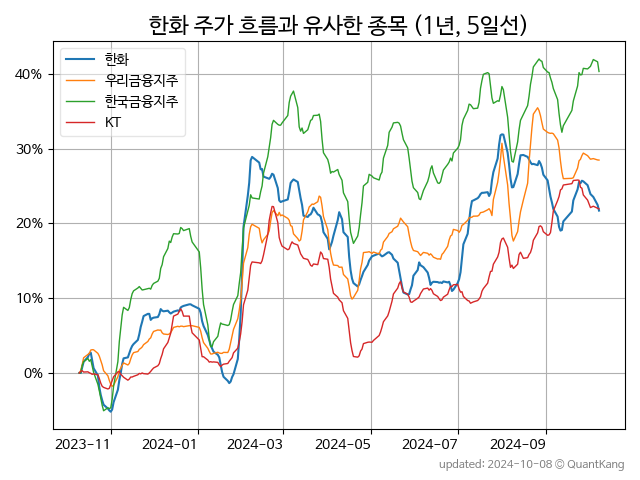 한화 주가 흐름과 유사한 종목 (1년, 5일선)
한화
우리금융지주
한국금융지주
KT
40%
30%
20%
10%
0%
2023-11
2024-01
2024-03
2024-05
2024-07
2024-09
updated: 2024-10-08 © QuantKang